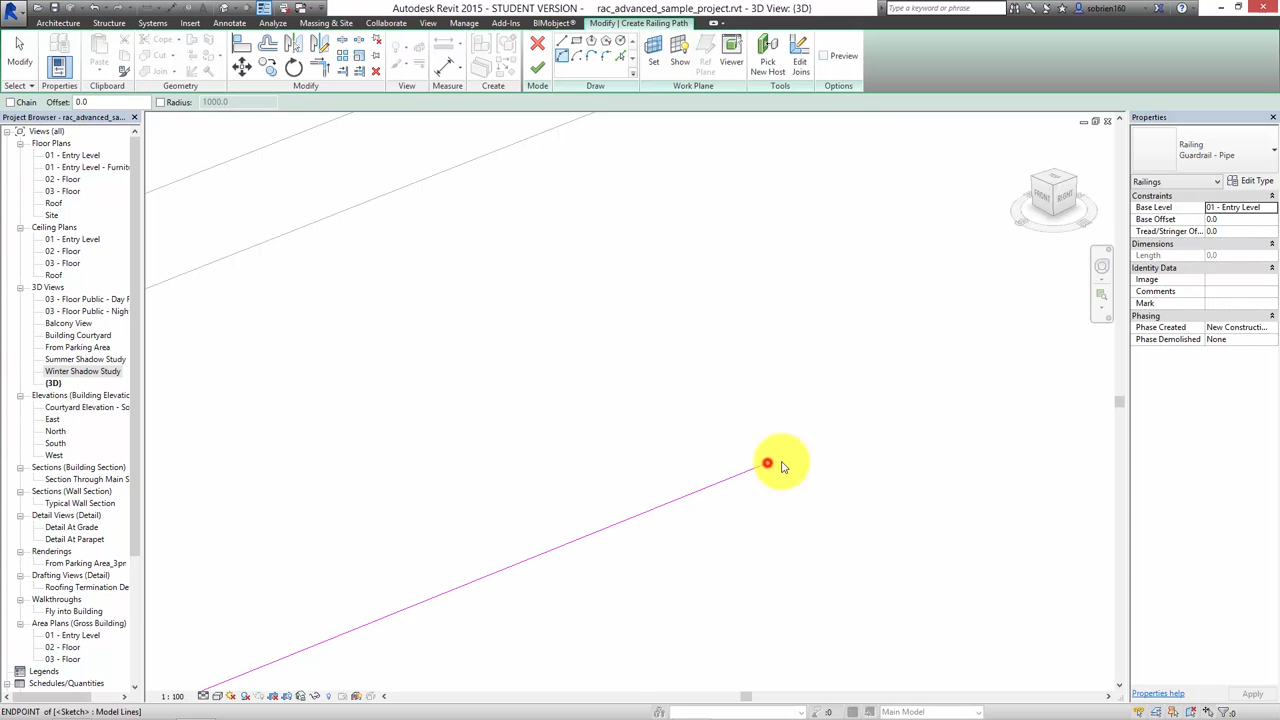 Autodesk Revit 2015 - STUDENT VERSION - rac_advanced_sample_project.rvt - 3D View: {3D}
Type a keyword or phrase
sobrien160
Architecture Structure Systems Insert Annotate Analyze Massing & Site Collaborate View Manage Add-Ins BIMobject® Modify | Create Railing Path
Modify
Paste
Cope
Cut
Join
Set Show Ref Plane Viewer
Pick New Host
Edit Joins
Preview
Select Properties Clipboard Geometry Modify View Measure Create Mode Draw Work Plane Tools Options
Chain Offset: 0.0 Radius: 1000.0
Project Browser - rac_advanced_sa...
Views (all)
Floor Plans
01 - Entry Level
01 - Entry Level - Furnit
02 - Floor
03 - Floor
Roof
Site
Ceiling Plans
01 - Entry Level
02 - Floor
03 - Floor
Roof
3D Views
03 - Floor Public - Day F
03 - Floor Public - Nigh
Balcony View
Building Courtyard
From Parking Area
Summer Shadow Study
Winter Shadow Study
{3D}
Elevations (Building Elevatio
Courtyard Elevation - So
East
North
South
West
Sections (Building Section)
Section Through Main S
Sections (Wall Section)
Typical Wall Section
Detail Views (Detail)
Detail At Grade
Detail At Parapet
Renderings
From Parking Area_3pr
Drafting Views (Detail)
Roofing Termination De
Walkthroughs
Fly into Building
Area Plans (Gross Building)
01 - Entry Level
02 - Floor
03 - Floor
Legends
Schedules/Quantities
TOP
FRONT
RIGHT
Properties
Railing
Guardrail - Pipe
Railings Edit Type
Constraints
Base Level 01 - Entry Level
Base Offset 0.0
Tread/Stringer Of... 0.0
Dimensions
Length 0.0
Identity Data
Image
Comments
Mark
Phasing
Phase Created New Constructi...
Phase Demolished None
Properties help Apply
1 : 100
ENDPOINT of [<Sketch> : Model Lines]
:0
Main Model
:0